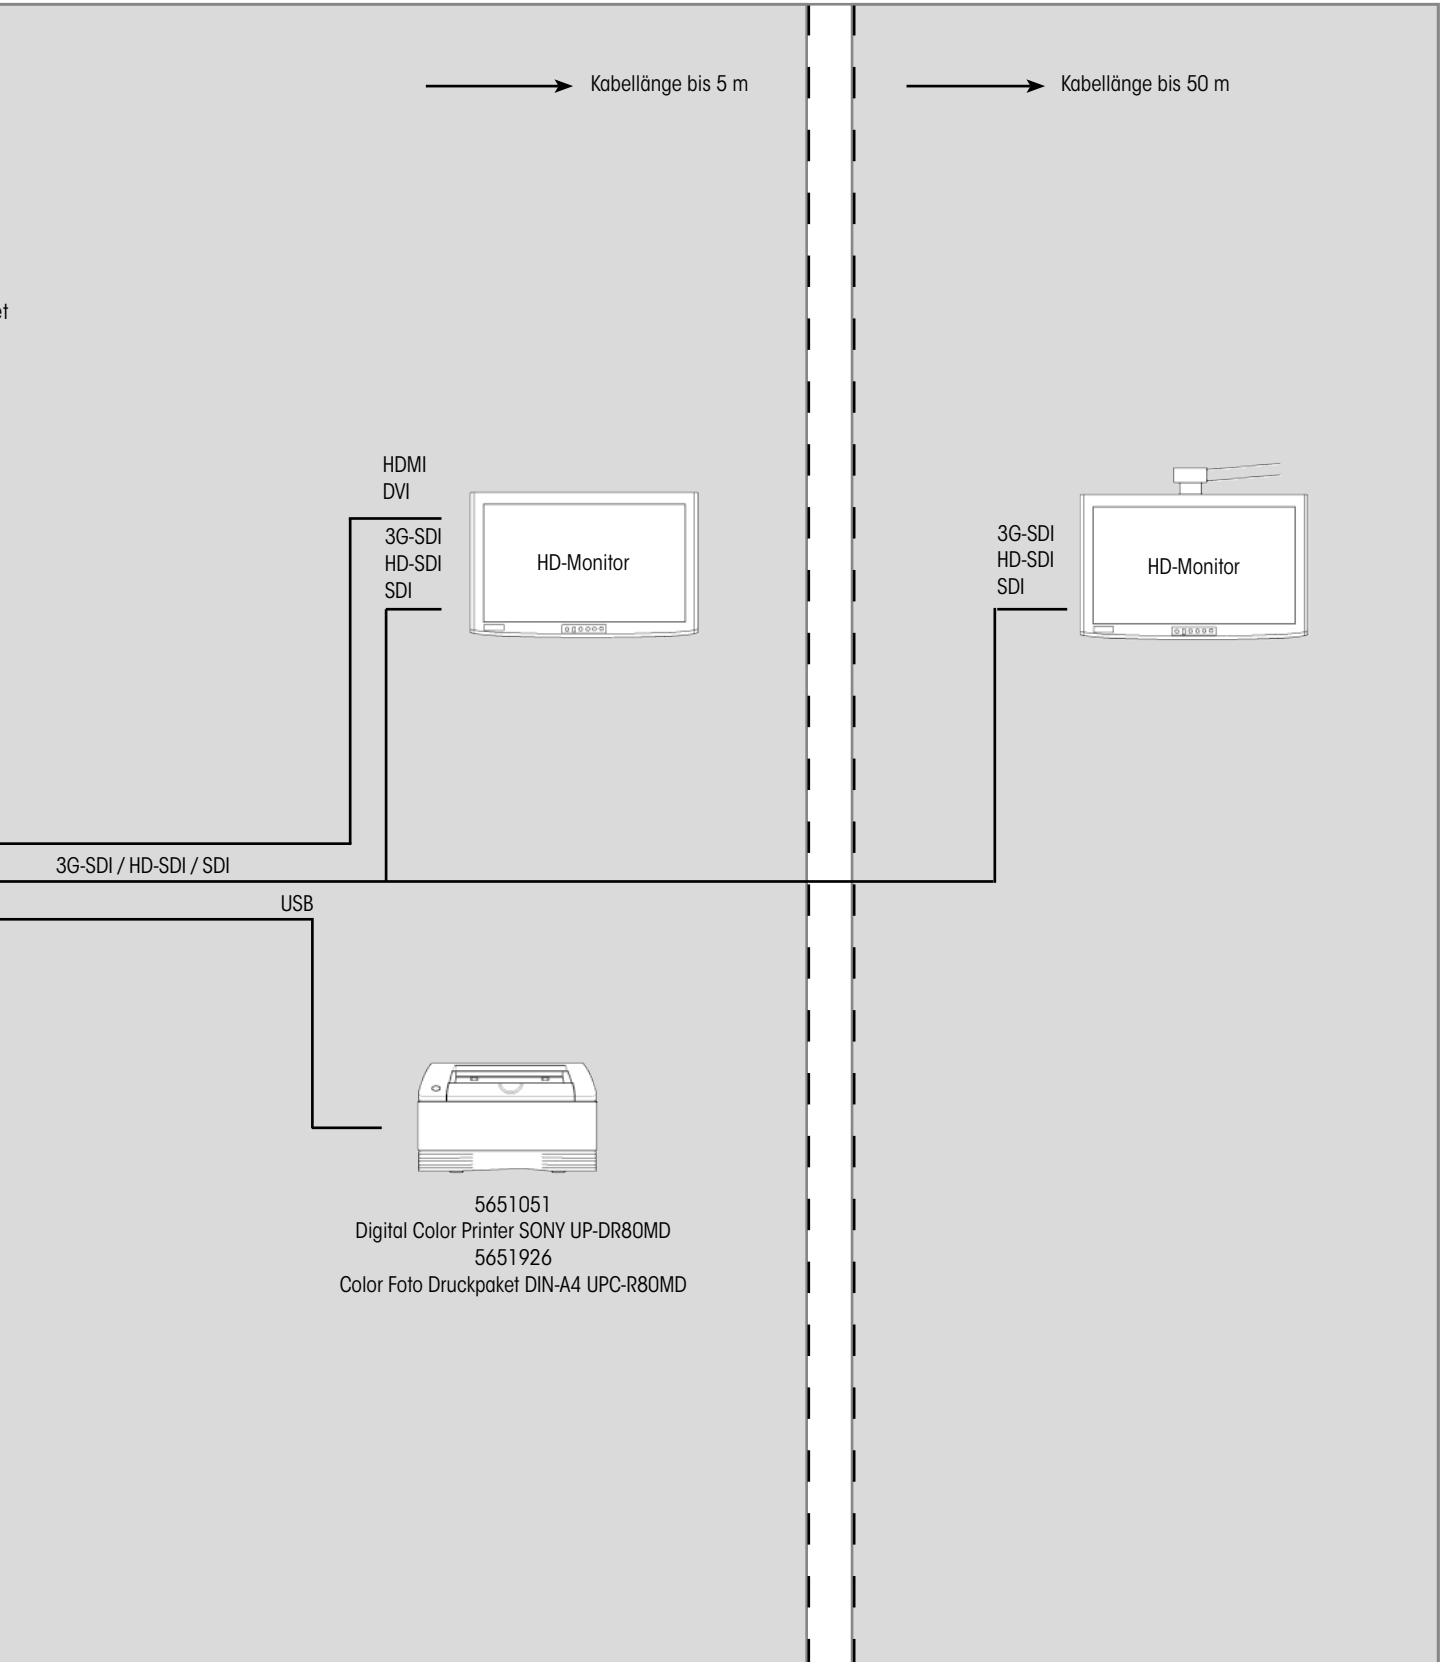 Kabellänge bis 5 m
Kabellänge bis 50 m
HDMI
DVI
3G-SDI
HD-SDI
SDI
HD-Monitor
3G-SDI
HD-SDI
SDI
HD-Monitor
3G-SDI / HD-SDI / SDI
USB
5651051
Digital Color Printer SONY UP-DR80MD
5651926
Color Foto Druckpaket DIN-A4 UPC-R80MD